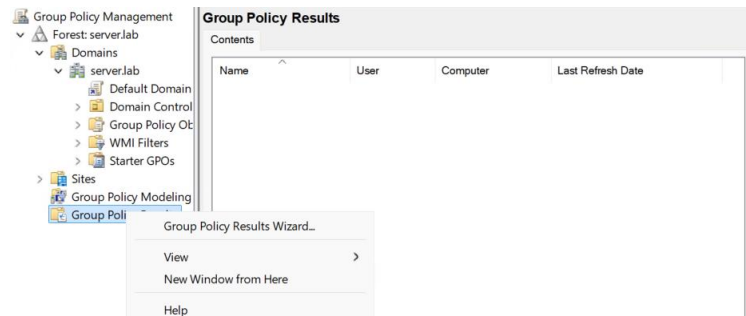 Group Policy Management
Forest: server.lab
Domains
server.lab
Default Domain
Domain Control
Group Policy Ob
WMI Filters
Starter GPOs
Sites
Group Policy Modeling
Group Poli
Group Policy Results
Contents
Name User Computer Last Refresh Date
Group Policy Results Wizard...
View
New Window from Here
Help